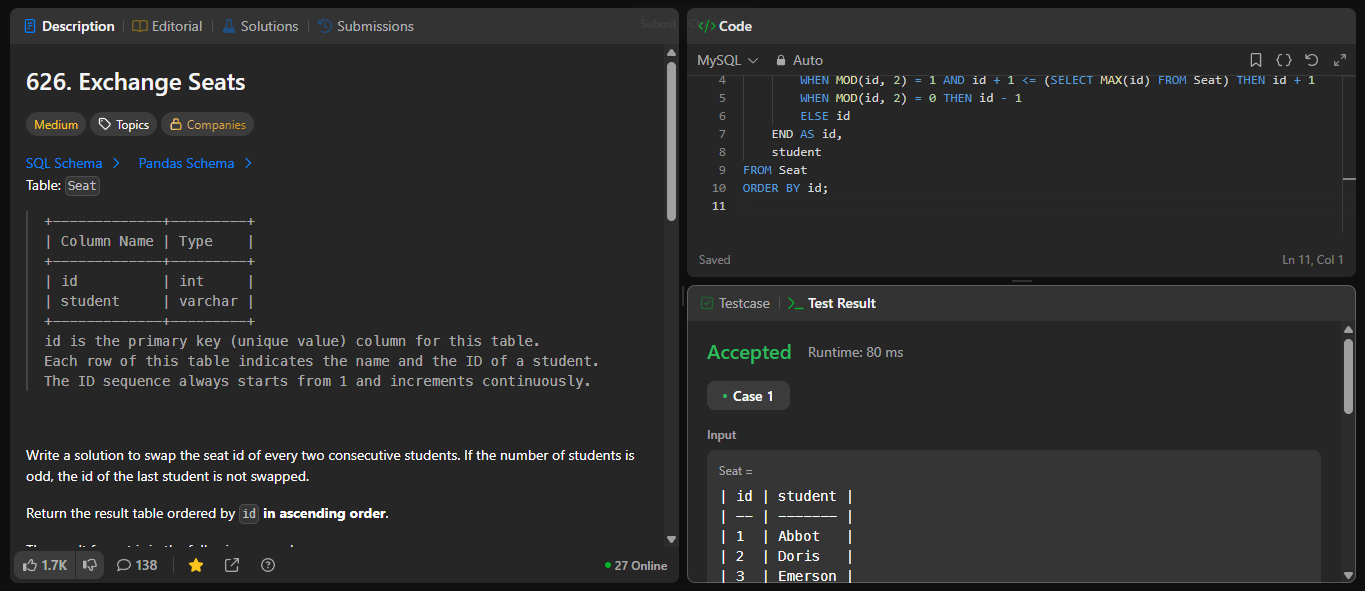 Description
Editorial
Solutions
Submissions
Submit
626. Exchange Seats
Medium
Topics
Companies
SQL Schema
Pandas Schema
Table: Seat
+-------------+---------+
| Column Name | Type    |
+-------------+---------+
| id          | int     |
| student     | varchar |
+-------------+---------+
id is the primary key (unique value) column for this table.
Each row of this table indicates the name and the ID of a student.
The ID sequence always starts from 1 and increments continuously.
Write a solution to swap the seat id of every two consecutive students. If the number of students is
odd, the id of the last student is not swapped.
Return the result table ordered by id in ascending order.
1.7K
138
27 Online
</> Code
MySQL
Auto
4 WHEN MOD(id, 2) = 1 AND id + 1 <= (SELECT MAX(id) FROM Seat) THEN id + 1
5 WHEN MOD(id, 2) = 0 THEN id - 1
6 ELSE id
7 END AS id,
8 student
9 FROM Seat
10 ORDER BY id;
11
Saved
Ln 11, Col 1
Testcase
Test Result
Accepted
Runtime: 80 ms
Case 1
Input
Seat =
| id | student |
| -- | ------- |
| 1  | Abbot   |
| 2  | Doris   |
| 3  | Emerson |